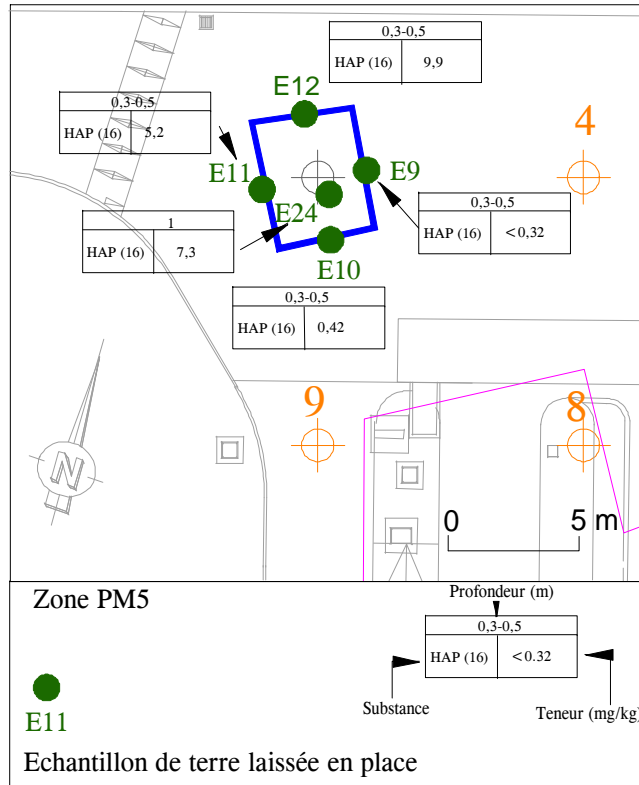 0,3-0,5
HAP (16) 9,9
E12
4
0,3-0,5
HAP (16) 5,2
E11
E9
E24
0,3-0,5
HAP (16) <0,32
1
HAP (16) 7,3
E10
0,3-0,5
HAP (16) 0,42
9
8
N
0 5 m
Zone PM5
Profondeur (m)
0,3-0,5
HAP (16) <0.32
Substance
Teneur (mg/kg)
E11
Echantillon de terre laissée en place